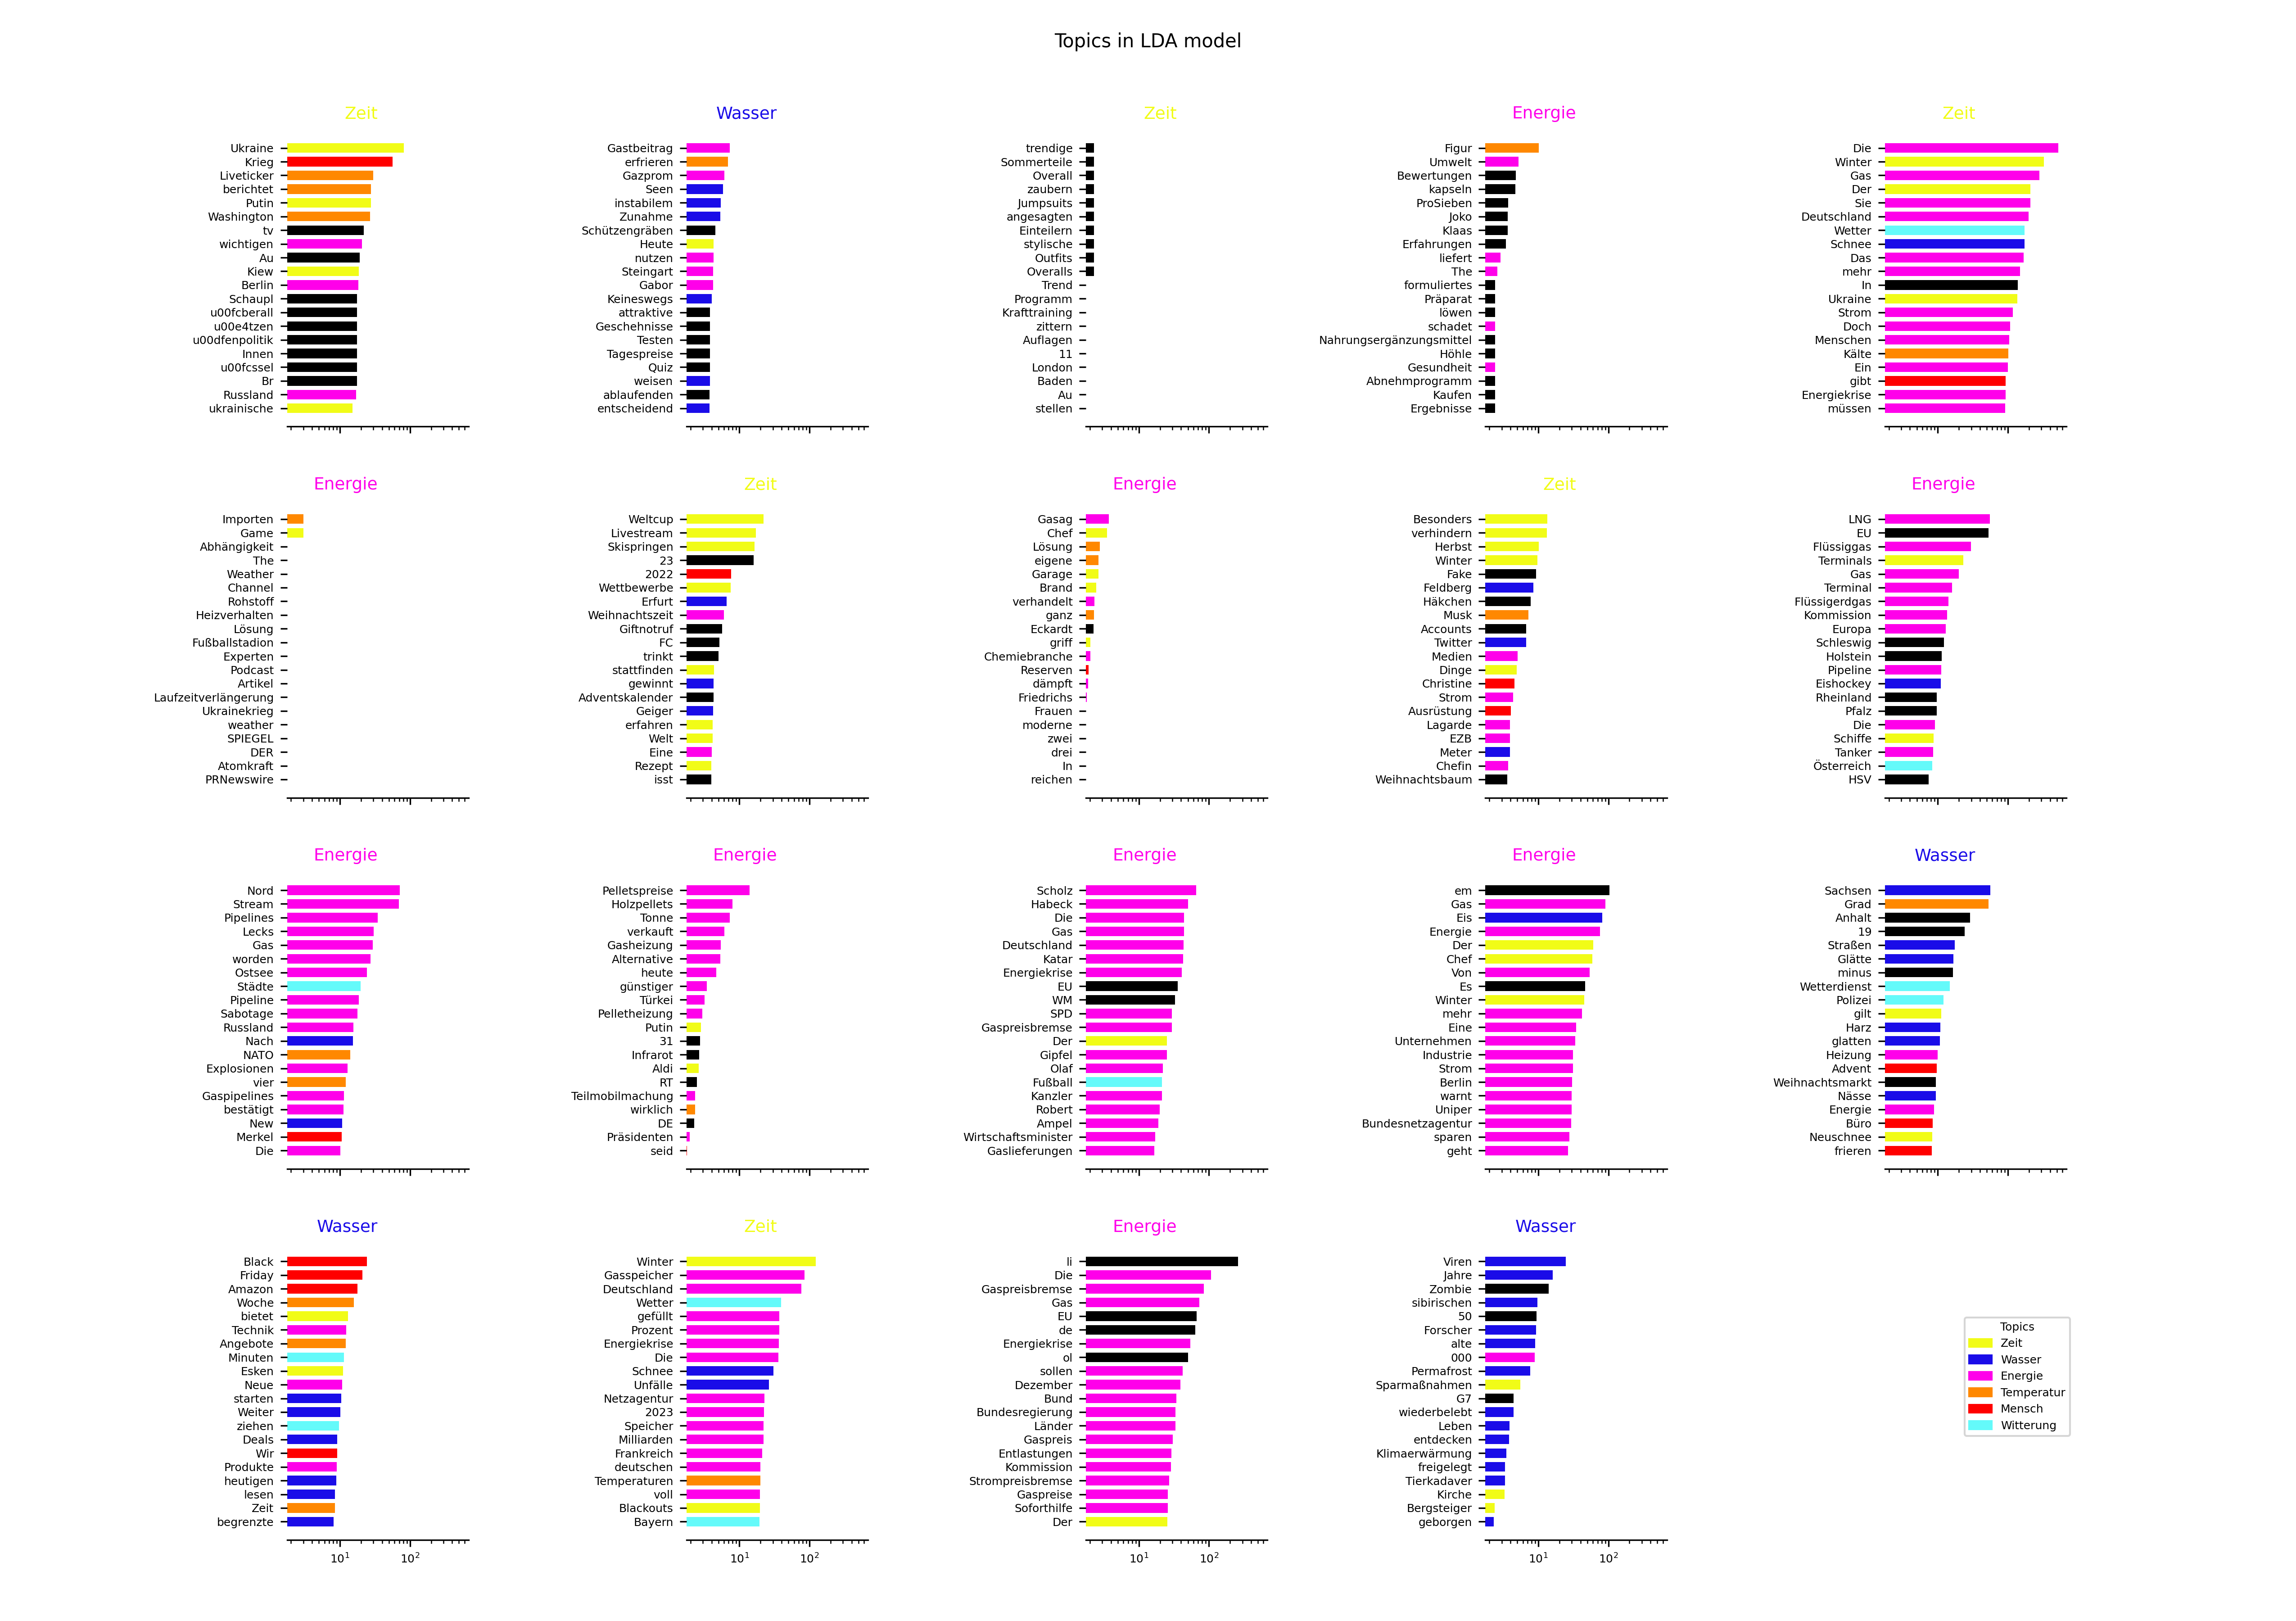 Topics in LDA model
Zeit
Ukraine
Krieg
Liveticker
berichtet
Putin
Washington
tv
wichtigen
Au
Kiew
Berlin
Schaupl
u00fcberall
u00e4tzen
u00dfenpolitik
Innen
u00fcssel
Br
Russland
ukrainische
Wasser
Gastbeitrag
erfrieren
Gazprom
Seen
instabilem
Zunahme
Schützengräben
Heute
nutzen
Steingart
Gabor
Keineswegs
attraktive
Geschehnisse
Testen
Tagespreise
Quiz
weisen
ablaufenden
entscheidend
Zeit
trendige
Sommerteile
Overall
zaubern
Jumpsuits
angesagten
Einteilern
stylische
Outfits
Overalls
Trend
Programm
Krafttraining
zittern
Auflagen
11
London
Baden
Au
stellen
Energie
Figur
Umwelt
Bewertungen
kapseln
ProSieben
Joko
Klaas
Erfahrungen
liefert
The
formuliertes
Präparat
löwen
schadet
Nahrungsergänzungsmittel
Höhle
Gesundheit
Abnehmprogramm
Kaufen
Ergebnisse
Zeit
Die
Winter
Gas
Der
Sie
Deutschland
Wetter
Schnee
Das
mehr
In
Ukraine
Strom
Doch
Menschen
Kälte
Ein
gibt
Energiekrise
müssen
Energie
Importen
Game
Abhängigkeit
The
Weather
Channel
Rohstoff
Heizverhalten
Lösung
Fußballstadion
Experten
Podcast
Artikel
Laufzeitverlängerung
Ukrainekrieg
weather
SPIEGEL
DER
Atomkraft
PRNewswire
Zeit
Weltcup
Livestream
Skispringen
23
2022
Wettbewerbe
Erfurt
Weihnachtszeit
Giftnotruf
FC
trinkt
stattfinden
gewinnt
Adventskalender
Geiger
erfahren
Welt
Eine
Rezept
isst
Energie
Gasag
Chef
Lösung
eigene
Garage
Brand
verhandelt
ganz
Eckardt
griff
Chemiebranche
Reserven
dämpft
Friedrichs
Frauen
moderne
zwei
drei
In
reichen
Zeit
Besonders
verhindern
Herbst
Winter
Fake
Feldberg
Häkchen
Musk
Accounts
Twitter
Medien
Dinge
Christine
Strom
Ausrüstung
Lagarde
EZB
Meter
Chefin
Weihnachtsbaum
Energie
LNG
EU
Flüssiggas
Terminals
Gas
Terminal
Flüssigerdgas
Kommission
Europa
Schleswig
Holstein
Pipeline
Eishockey
Rheinland
Pfalz
Die
Schiffe
Tanker
Österreich
HSV
Energie
Nord
Stream
Pipelines
Lecks
Gas
worden
Ostsee
Städte
Pipeline
Sabotage
Russland
Nach
NATO
Explosionen
vier
Gaspipelines
bestätigt
New
Merkel
Die
Energie
Pelletspreise
Holzpellets
Tonne
verkauft
Gasheizung
Alternative
heute
günstiger
Türkei
Pelletheizung
Putin
31
Infrarot
Aldi
RT
Teilmobilmachung
wirklich
DE
Präsidenten
seid
Energie
Scholz
Habeck
Die
Gas
Deutschland
Katar
Energiekrise
EU
WM
SPD
Gaspreisbremse
Der
Gipfel
Olaf
Fußball
Kanzler
Robert
Ampel
Wirtschaftsminister
Gaslieferungen
Energie
em
Gas
Eis
Energie
Der
Chef
Von
Es
Winter
mehr
Eine
Unternehmen
Industrie
Strom
Berlin
warnt
Uniper
Bundesnetzagentur
sparen
geht
Wasser
Sachsen
Grad
Anhalt
19
Straßen
Glätte
minus
Wetterdienst
Polizei
gilt
Harz
glatten
Heizung
Advent
Weihnachtsmarkt
Nässe
Energie
Büro
Neuschnee
frieren
Wasser
Black
Friday
Amazon
Woche
bietet
Technik
Angebote
Minuten
Esken
Neue
starten
Weiter
ziehen
Deals
Wir
Produkte
heutigen
lesen
Zeit
begrenzte
10¹ 10²
Zeit
Winter
Gasspeicher
Deutschland
Wetter
gefüllt
Prozent
Energiekrise
Die
Schnee
Unfälle
Netzagentur
2023
Speicher
Milliarden
Frankreich
deutschen
Temperaturen
voll
Blackouts
Bayern
10¹ 10²
Energie
li
Die
Gaspreisbremse
Gas
EU
de
Energiekrise
ol
sollen
Dezember
Bund
Bundesregierung
Länder
Gaspreis
Entlastungen
Kommission
Strompreisbremse
Gaspreise
Soforthilfe
Der
10¹ 10²
Wasser
Viren
Jahre
Zombie
sibirischen
50
Forscher
alte
000
Permafrost
Sparmaßnahmen
G7
wiederbelebt
Leben
entdecken
Klimaerwärmung
freigelegt
Tierkadaver
Kirche
Bergsteiger
geborgen
10¹ 10²
Topics
Zeit
Wasser
Energie
Temperatur
Mensch
Witterung